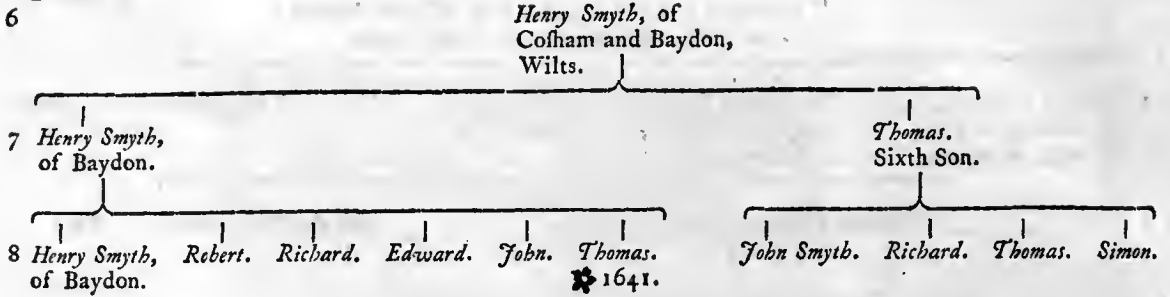 6 Henry Smyth, of
Coſham and Baydon,
Wilts.
7 Henry Smyth, Thomas.
of Baydon. Sixth Son.
8 Henry Smyth, Robert. Richard. Edward. John. Thomas. John Smyth. Richard. Thomas. Simon.
of Baydon. ✽ 1641.